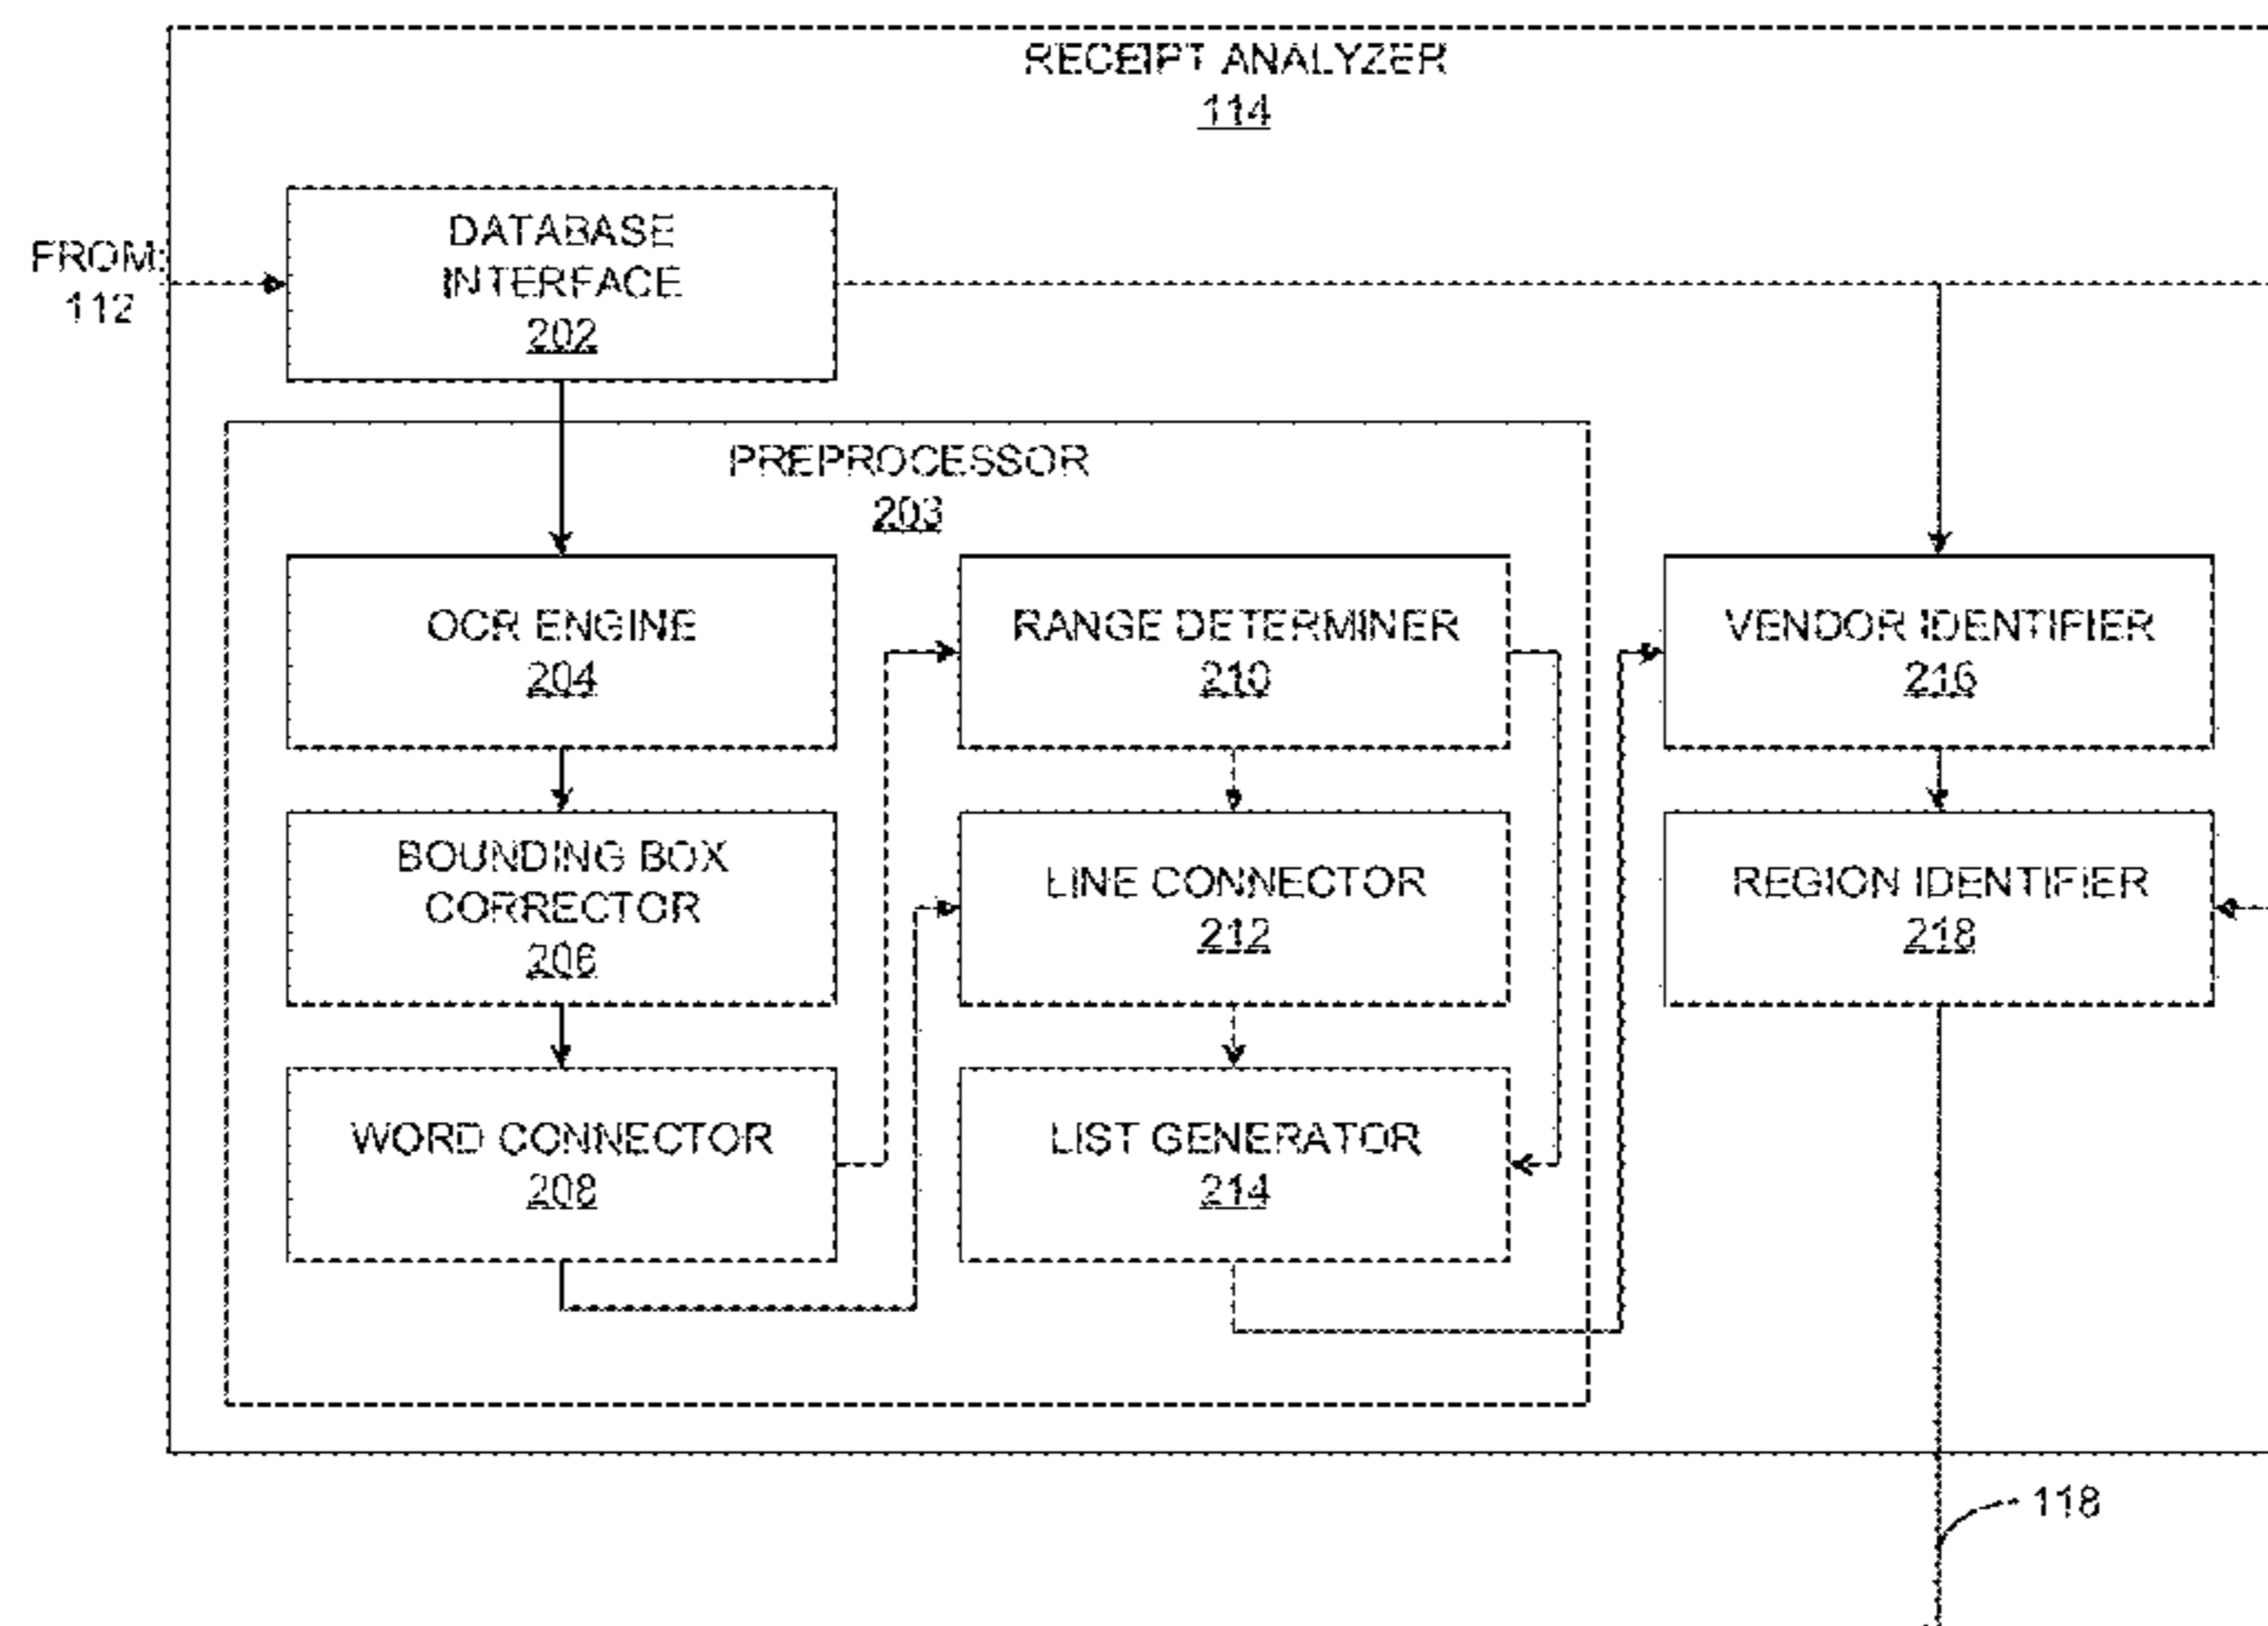 RECEIPT ANALYZER
114
FROM:
112
DATABASE
INTERFACE
202
PREPROCESSOR
203
OCR ENGINE
204
BOUNDING BOX
CORRECTOR
206
WORD CONNECTOR
208
RANGE DETERMINER
210
LINE CONNECTOR
212
LIST GENERATOR
214
VENDOR IDENTIFIER
216
REGION IDENTIFIER
218
118